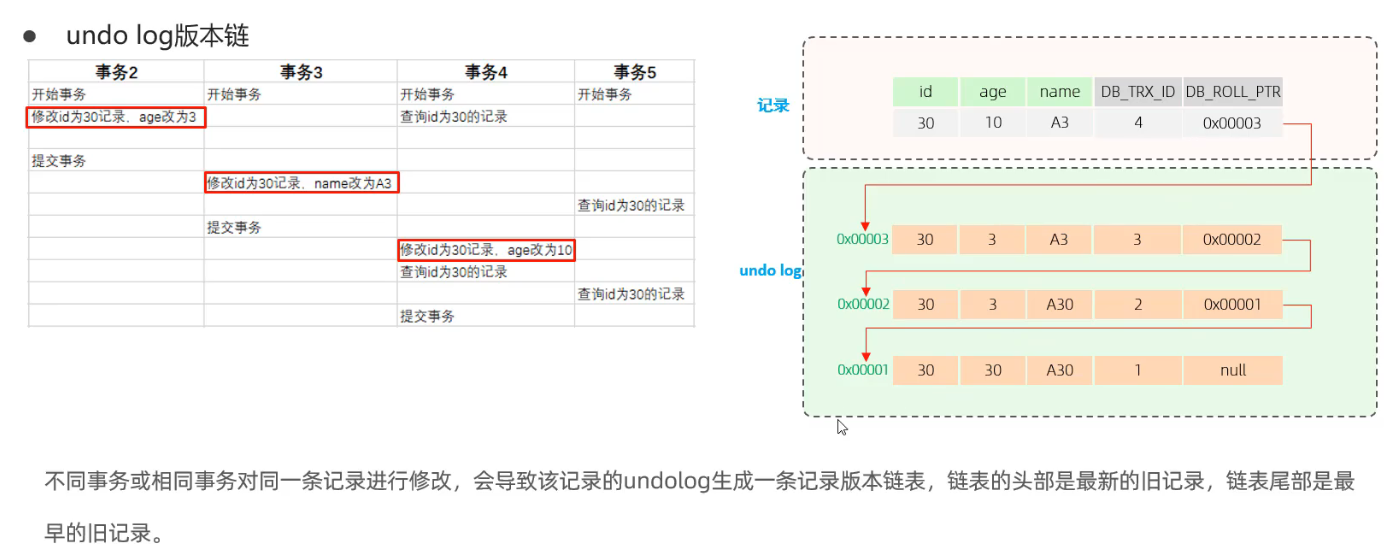 ● undo log版本链
事务2 事务3 事务4 事务5
开始事务 开始事务 开始事务 开始事务
修改id为30记录，age改为3 查询id为30的记录
提交事务
修改id为30记录，name改为A3
查询id为30的记录
提交事务
修改id为30记录，age改为10
查询id为30的记录
查询id为30的记录
提交事务
记录
id age name DB_TRX_ID DB_ROLL_PTR
30 10 A3 4 0x00003
undo log
0x00003 30 3 A3 3 0x00002
0x00002 30 3 A30 2 0x00001
0x00001 30 30 A30 1 null
不同事务或相同事务对同一条记录进行修改，会导致该记录的undolog生成一条记录版本链表，链表的头部是最新的旧记录，链表尾部是最
早的旧记录。